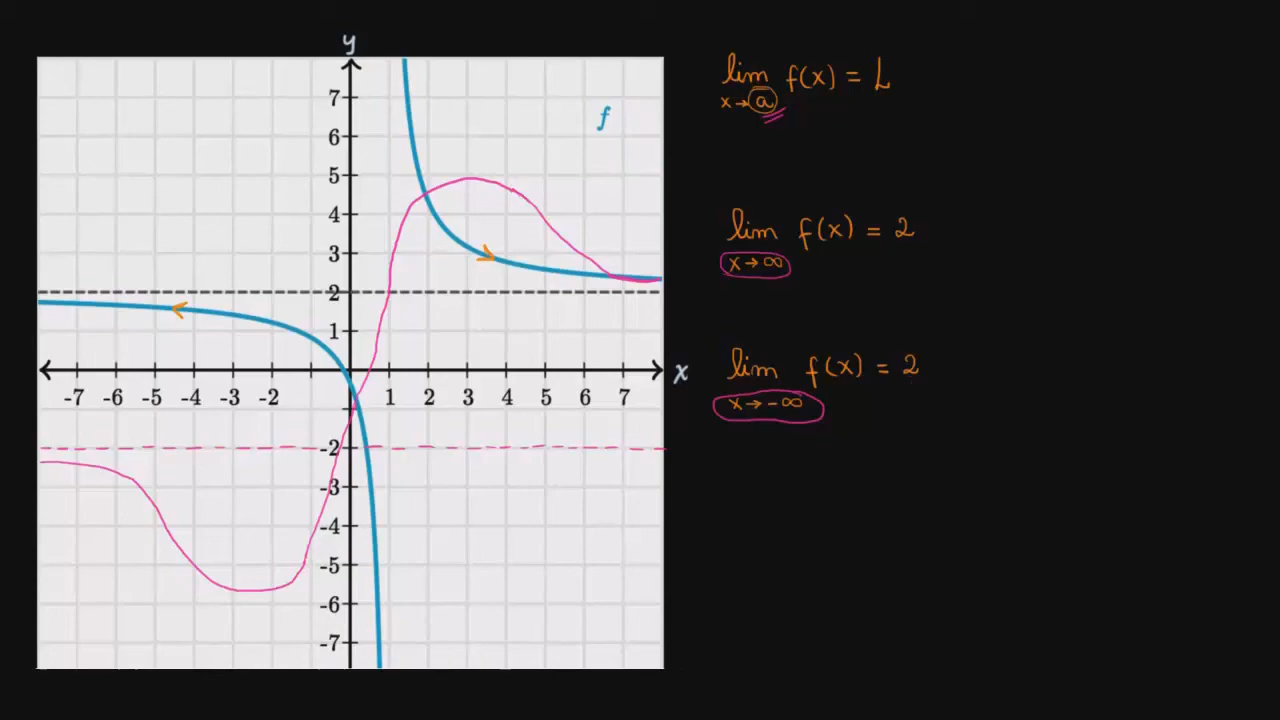 y
f
7
6
5
4
3
2
1
-7 -6 -5 -4 -3 -2 1 2 3 4 5 6 7 x
-2
-3
-4
-5
-6
-7
lim f(x) = L
x→a
lim f(x) = 2
x→∞
lim f(x) = 2
x→-∞